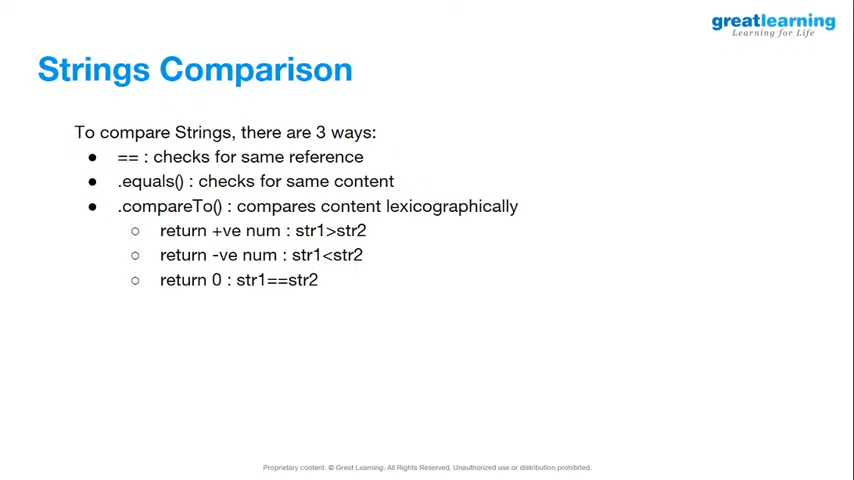 greatlearning
Learning for Life
Strings Comparison
To compare Strings, there are 3 ways:
● == : checks for same reference
● .equals() : checks for same content
● .compareTo() : compares content lexicographically
○ return +ve num : str1>str2
○ return -ve num : str1<str2
○ return 0 : str1==str2
Proprietary content. © Great Learning. All Rights Reserved. Unauthorized use or distribution prohibited.